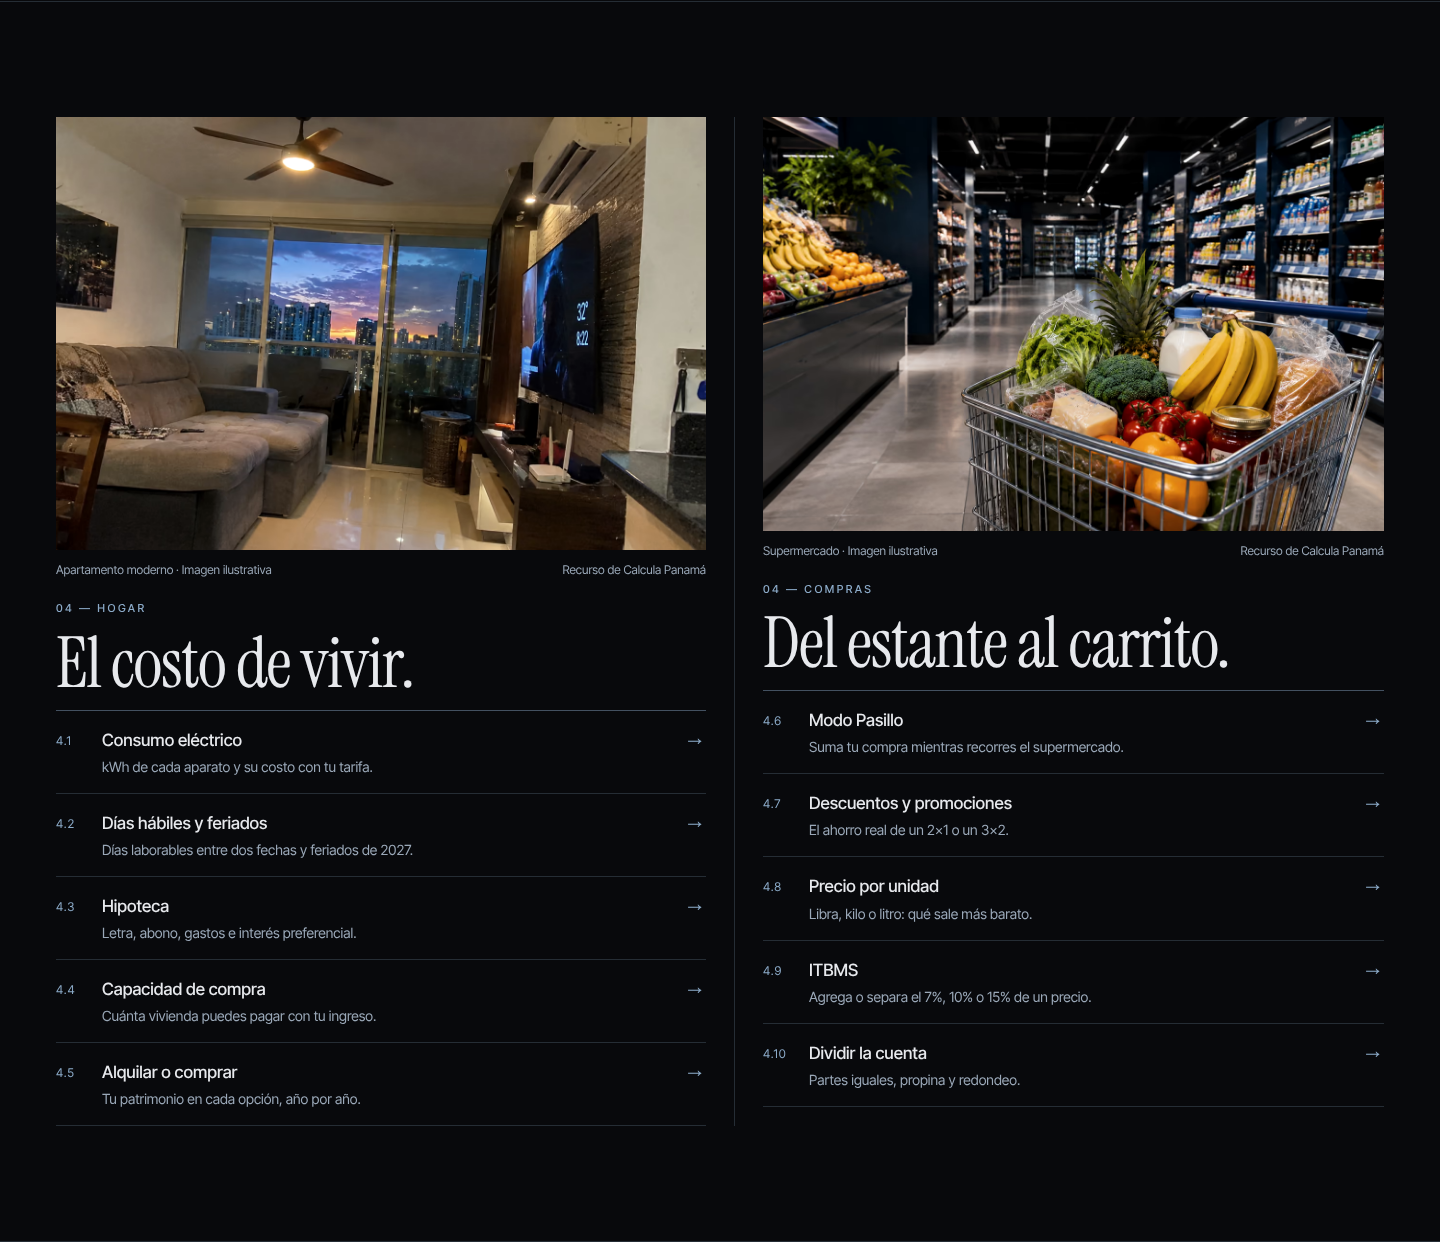 32°
8:22
Apartamento moderno · Imagen ilustrativa
Recurso de Calcula Panamá
04 — HOGAR
El costo de vivir.
4.1 Consumo eléctrico →
kWh de cada aparato y su costo con tu tarifa.
4.2 Días hábiles y feriados →
Días laborables entre dos fechas y feriados de 2027.
4.3 Hipoteca →
Letra, abono, gastos e interés preferencial.
4.4 Capacidad de compra →
Cuánta vivienda puedes pagar con tu ingreso.
4.5 Alquilar o comprar →
Tu patrimonio en cada opción, año por año.
Supermercado · Imagen ilustrativa
Recurso de Calcula Panamá
04 — COMPRAS
Del estante al carrito.
4.6 Modo Pasillo →
Suma tu compra mientras recorres el supermercado.
4.7 Descuentos y promociones →
El ahorro real de un 2×1 o un 3×2.
4.8 Precio por unidad →
Libra, kilo o litro: qué sale más barato.
4.9 ITBMS →
Agrega o separa el 7%, 10% o 15% de un precio.
4.10 Dividir la cuenta →
Partes iguales, propina y redondeo.